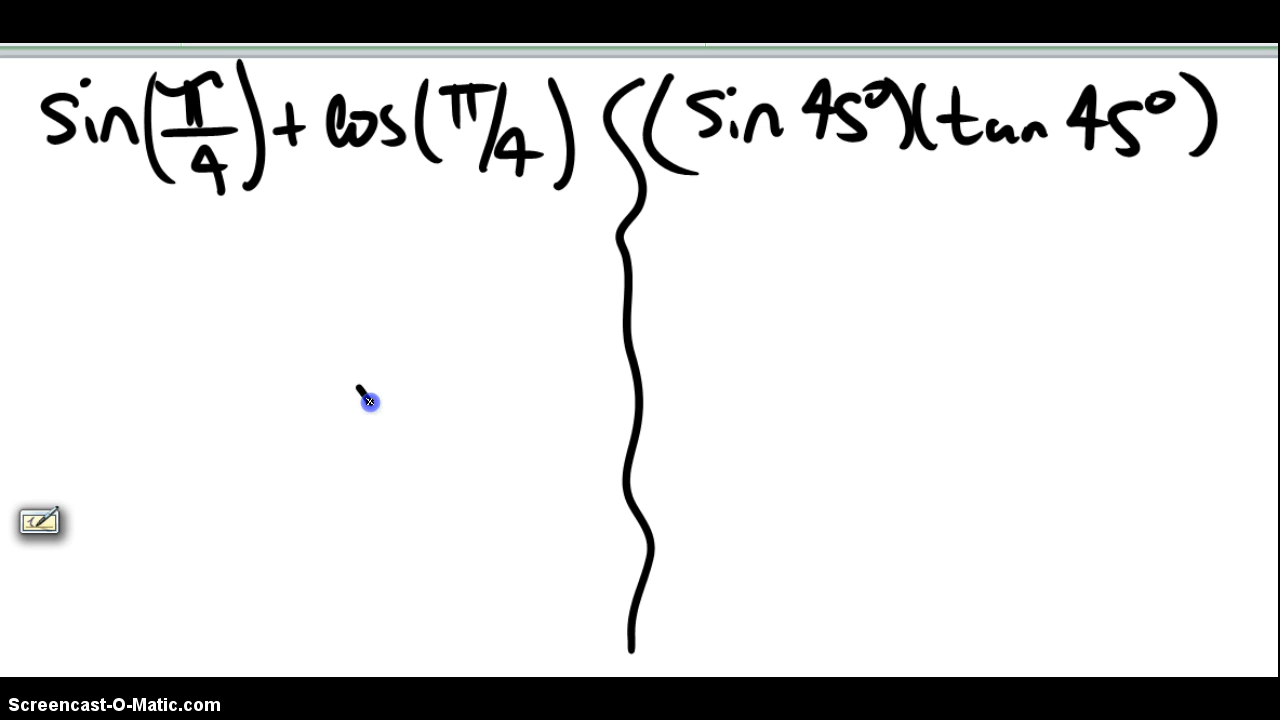 sin(π/4) + cos(π/4)
(sin 45°)(tan 45°)
Screencast-O-Matic.com